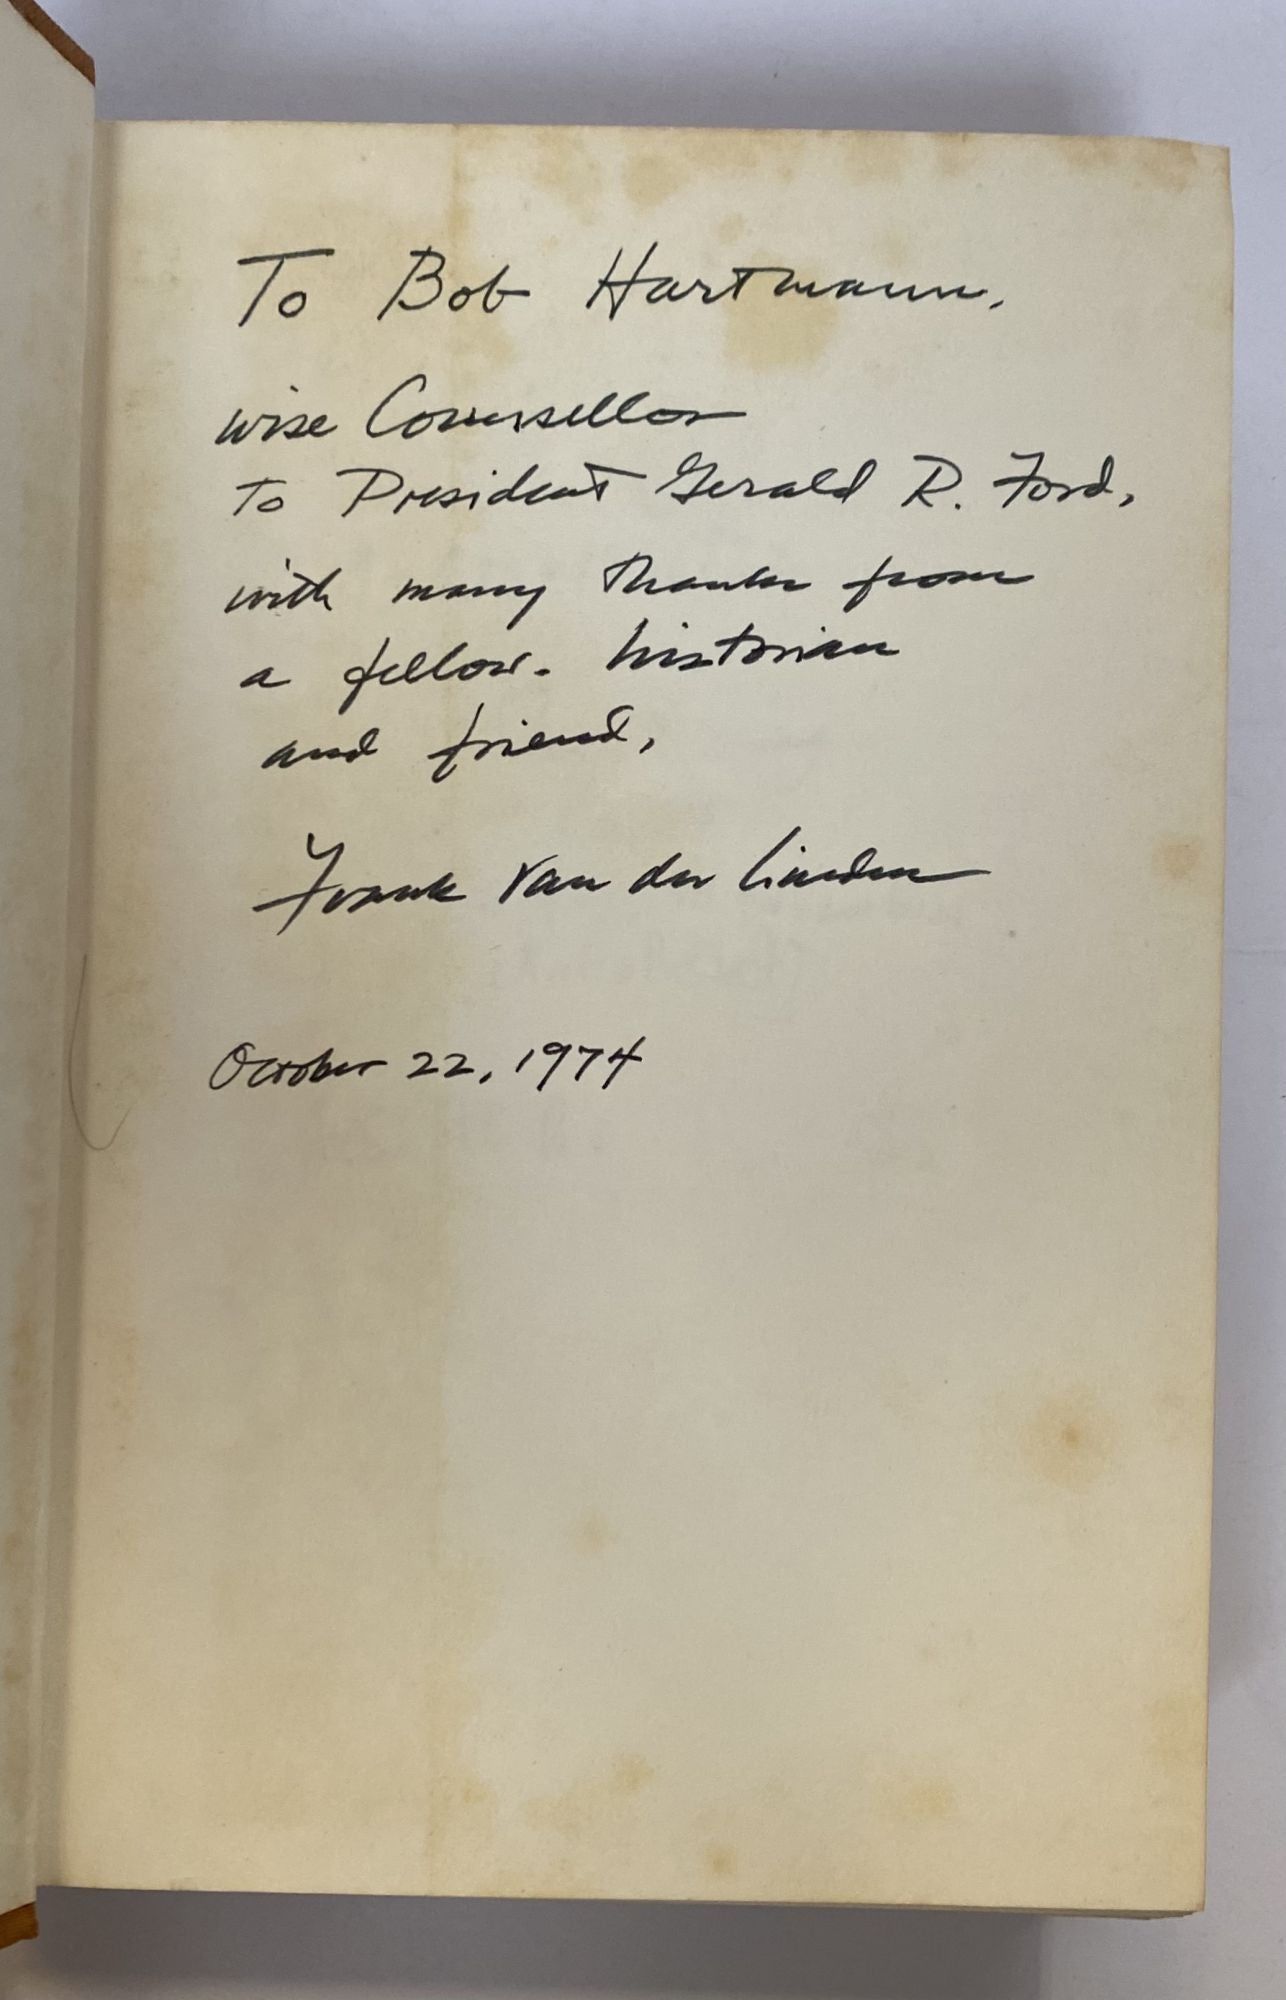 To Bob Hartmann,
wise Counsellor
to President Gerald R. Ford,
with many thanks from
a fellow-historian
and friend,
Frank van der Linden
October 22, 1974